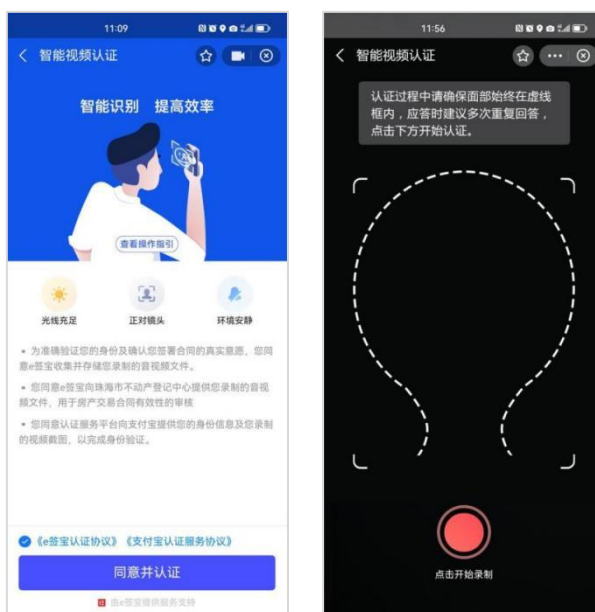 11:09
智能视频认证
智能识别 提高效率
查看操作指引
光线充足
正对镜头
环境安静
• 为准确验证您的身份及确认您签署合同的真实意愿，您同
意e签宝收集并存储您录制的音视频文件。
• 您同意e签宝向珠海市不动产登记中心提供您录制的音视
频文件，用于房产交易合同有效性的审核
• 您同意认证服务平台向支付宝提供您的身份信息及您录制
的视频截图，以完成身份验证。
《e签宝认证协议》《支付宝认证服务协议》
同意并认证
由e签宝提供服务支持
11:56
智能视频认证
认证过程中请确保面部始终在虚线
框内，应答时建议多次重复回答，
点击下方开始认证。
点击开始录制